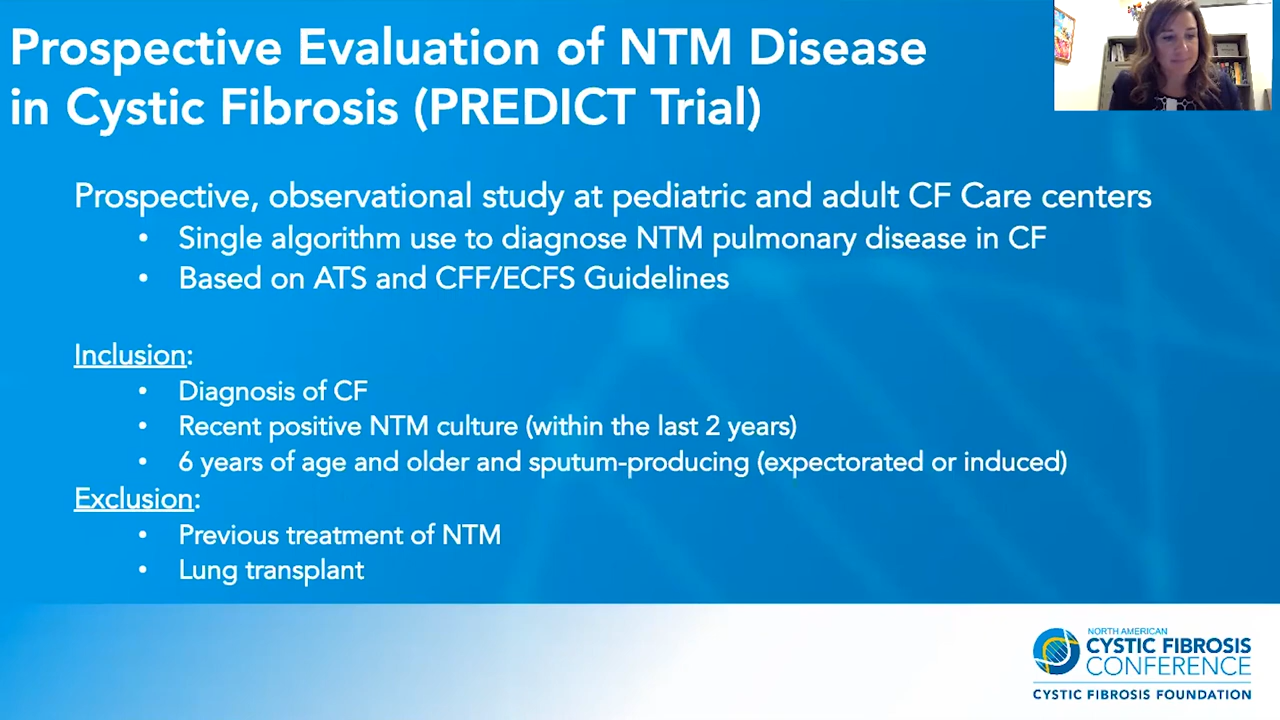 Prospective Evaluation of NTM Disease
in Cystic Fibrosis (PREDICT Trial)
Prospective, observational study at pediatric and adult CF Care centers
• Single algorithm use to diagnose NTM pulmonary disease in CF
• Based on ATS and CFF/ECFS Guidelines
Inclusion:
• Diagnosis of CF
• Recent positive NTM culture (within the last 2 years)
• 6 years of age and older and sputum-producing (expectorated or induced)
Exclusion:
• Previous treatment of NTM
• Lung transplant
NORTH AMERICAN
CYSTIC FIBROSIS
CONFERENCE
CYSTIC FIBROSIS FOUNDATION